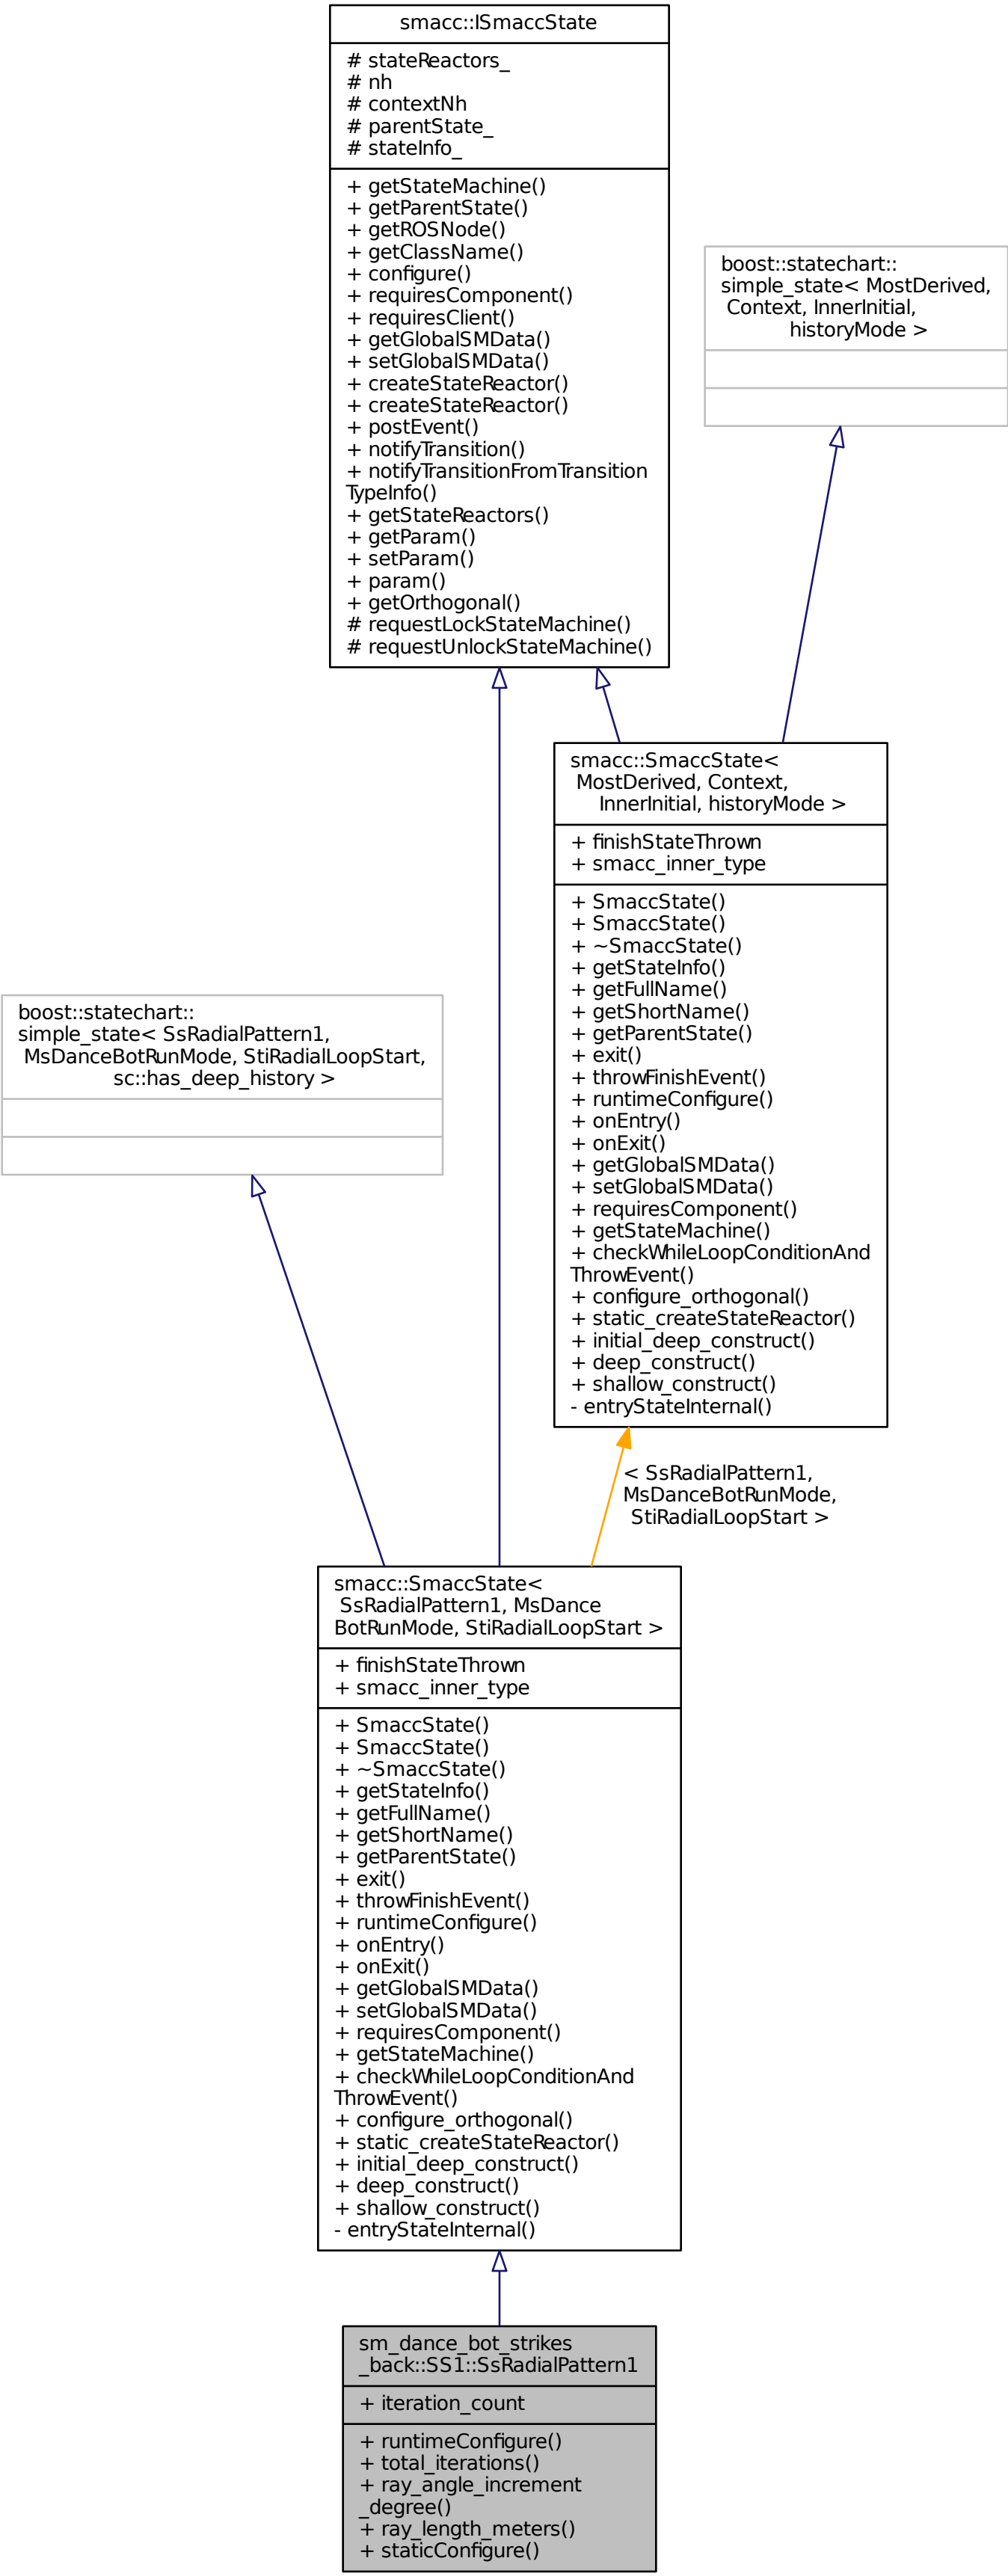 smacc::ISmaccState
# stateReactors_
# nh
# contextNh
# parentState_
# stateInfo_
+ getStateMachine()
+ getParentState()
+ getROSNode()
+ getClassName()
+ configure()
+ requiresComponent()
+ requiresClient()
+ getGlobalSMData()
+ setGlobalSMData()
+ createStateReactor()
+ createStateReactor()
+ postEvent()
+ notifyTransition()
+ notifyTransitionFromTransition
TypeInfo()
+ getStateReactors()
+ getParam()
+ setParam()
+ param()
+ getOrthogonal()
# requestLockStateMachine()
# requestUnlockStateMachine()
boost::statechart::
simple_state< MostDerived,
Context, InnerInitial,
historyMode >
smacc::SmaccState<
MostDerived, Context,
InnerInitial, historyMode >
+ finishStateThrown
+ smacc_inner_type
+ SmaccState()
+ SmaccState()
+ ~SmaccState()
+ getStateInfo()
+ getFullName()
+ getShortName()
+ getParentState()
+ exit()
+ throwFinishEvent()
+ runtimeConfigure()
+ onEntry()
+ onExit()
+ getGlobalSMData()
+ setGlobalSMData()
+ requiresComponent()
+ getStateMachine()
+ checkWhileLoopConditionAnd
ThrowEvent()
+ configure_orthogonal()
+ static_createStateReactor()
+ initial_deep_construct()
+ deep_construct()
+ shallow_construct()
- entryStateInternal()
boost::statechart::
simple_state< SsRadialPattern1,
MsDanceBotRunMode, StiRadialLoopStart,
sc::has_deep_history >
< SsRadialPattern1,
MsDanceBotRunMode,
StiRadialLoopStart >
smacc::SmaccState<
SsRadialPattern1, MsDance
BotRunMode, StiRadialLoopStart >
+ finishStateThrown
+ smacc_inner_type
+ SmaccState()
+ SmaccState()
+ ~SmaccState()
+ getStateInfo()
+ getFullName()
+ getShortName()
+ getParentState()
+ exit()
+ throwFinishEvent()
+ runtimeConfigure()
+ onEntry()
+ onExit()
+ getGlobalSMData()
+ setGlobalSMData()
+ requiresComponent()
+ getStateMachine()
+ checkWhileLoopConditionAnd
ThrowEvent()
+ configure_orthogonal()
+ static_createStateReactor()
+ initial_deep_construct()
+ deep_construct()
+ shallow_construct()
- entryStateInternal()
sm_dance_bot_strikes
_back::SS1::SsRadialPattern1
+ iteration_count
+ runtimeConfigure()
+ total_iterations()
+ ray_angle_increment
_degree()
+ ray_length_meters()
+ staticConfigure()